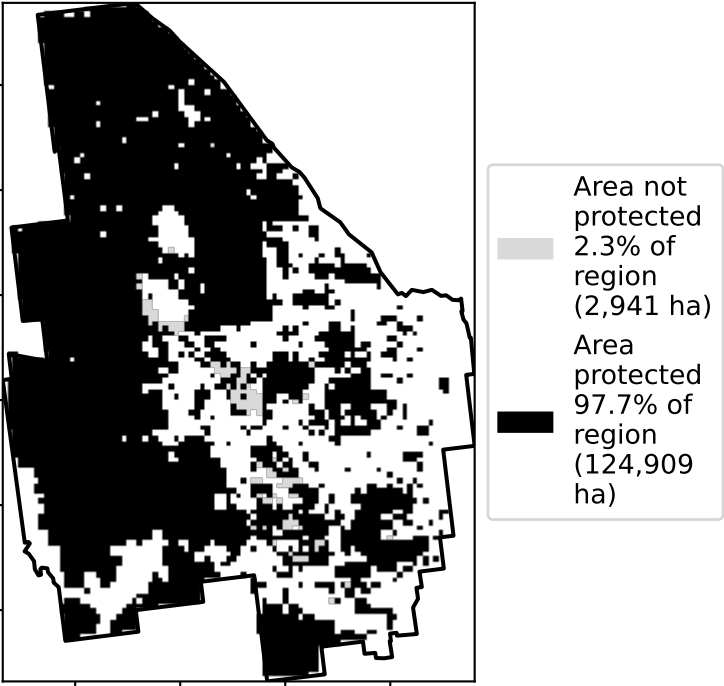 Area not
protected
2.3% of
region
(2,941 ha)
Area
protected
97.7% of
region
(124,909
ha)